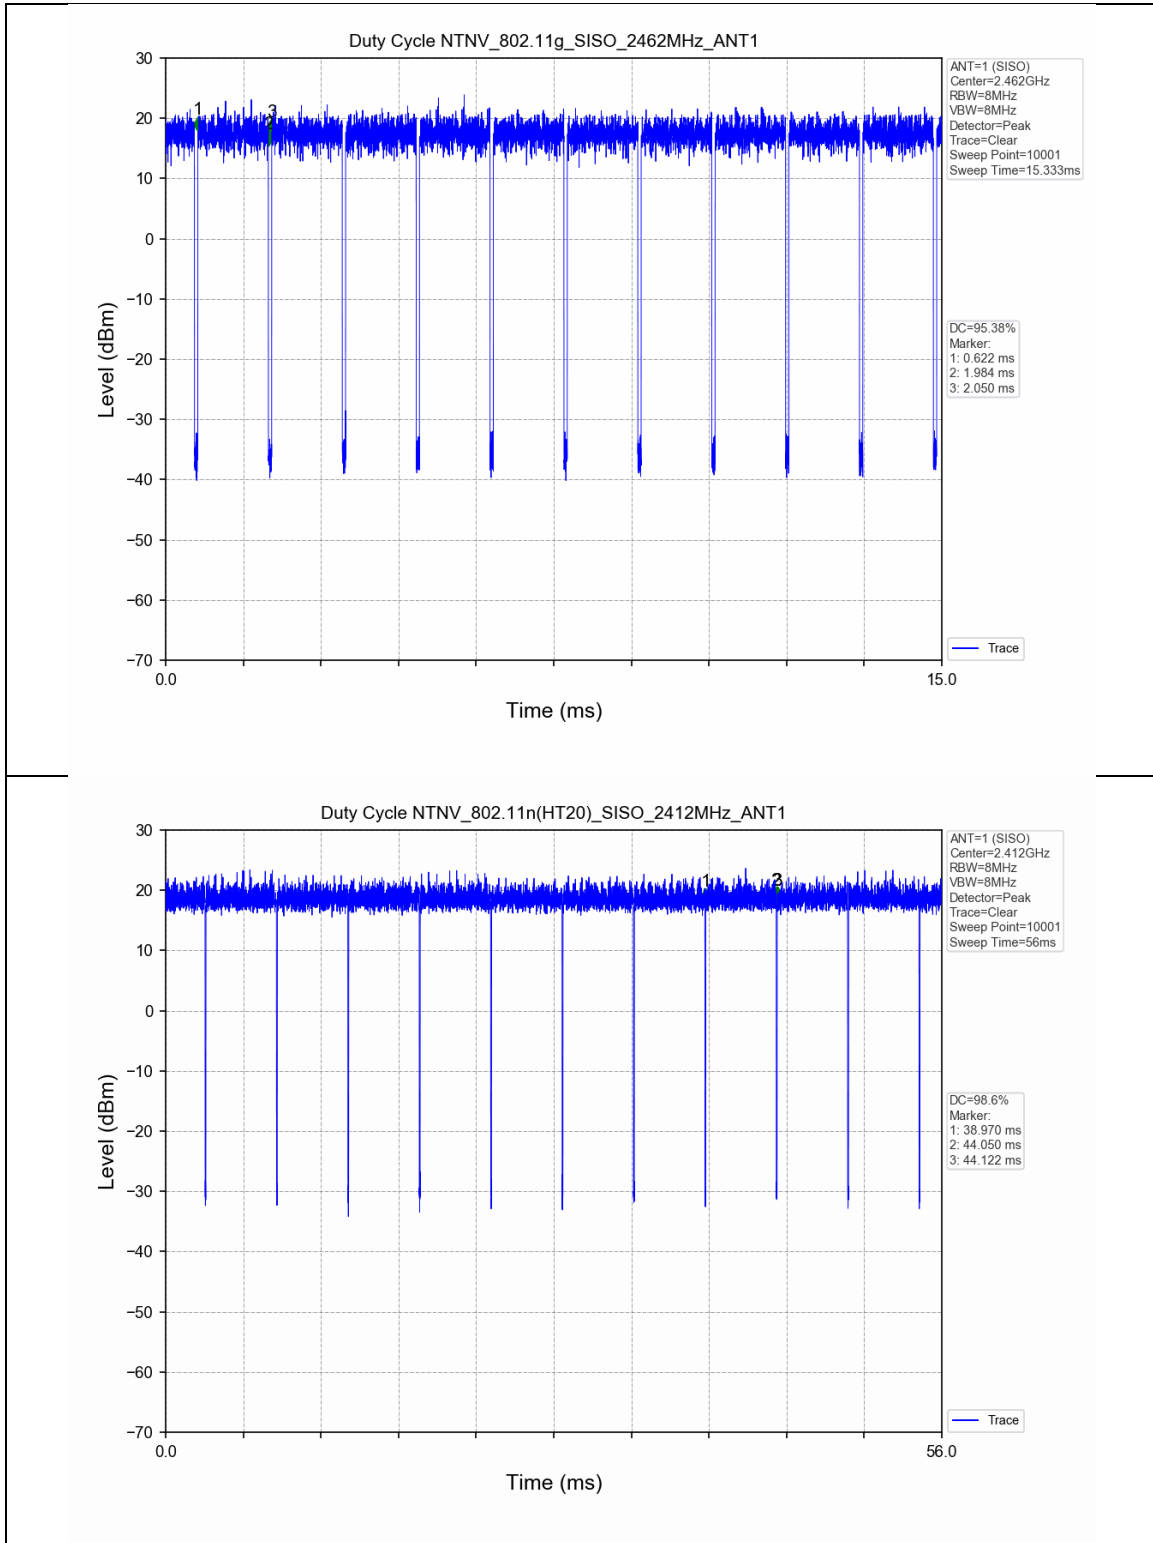 Duty Cycle NTNV_802.11g_SISO_2462MHz_ANT1
30
20
10
0
−10
−20
−30
−40
−50
−60
−70
Level (dBm)
1
2
3
0.0
15.0
Time (ms)
ANT=1 (SISO)
Center=2.462GHz
RBW=8MHz
VBW=8MHz
Detector=Peak
Trace=Clear
Sweep Point=10001
Sweep Time=15.333ms
DC=95.38%
Marker:
1: 0.622 ms
2: 1.984 ms
3: 2.050 ms
Trace
Duty Cycle NTNV_802.11n(HT20)_SISO_2412MHz_ANT1
30
20
10
0
−10
−20
−30
−40
−50
−60
−70
Level (dBm)
1
3
0.0
56.0
Time (ms)
ANT=1 (SISO)
Center=2.412GHz
RBW=8MHz
VBW=8MHz
Detector=Peak
Trace=Clear
Sweep Point=10001
Sweep Time=56ms
DC=98.6%
Marker:
1: 38.970 ms
2: 44.050 ms
3: 44.122 ms
Trace